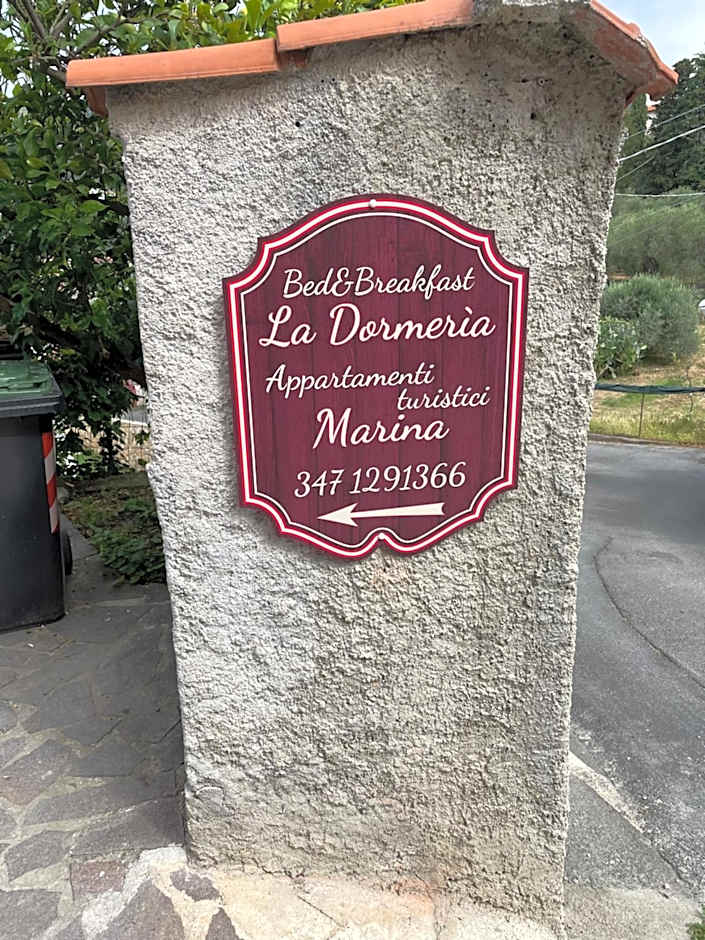 Bed&Breakfast
La Dormerìa
Appartamenti
turistici
Marina
347 1291366